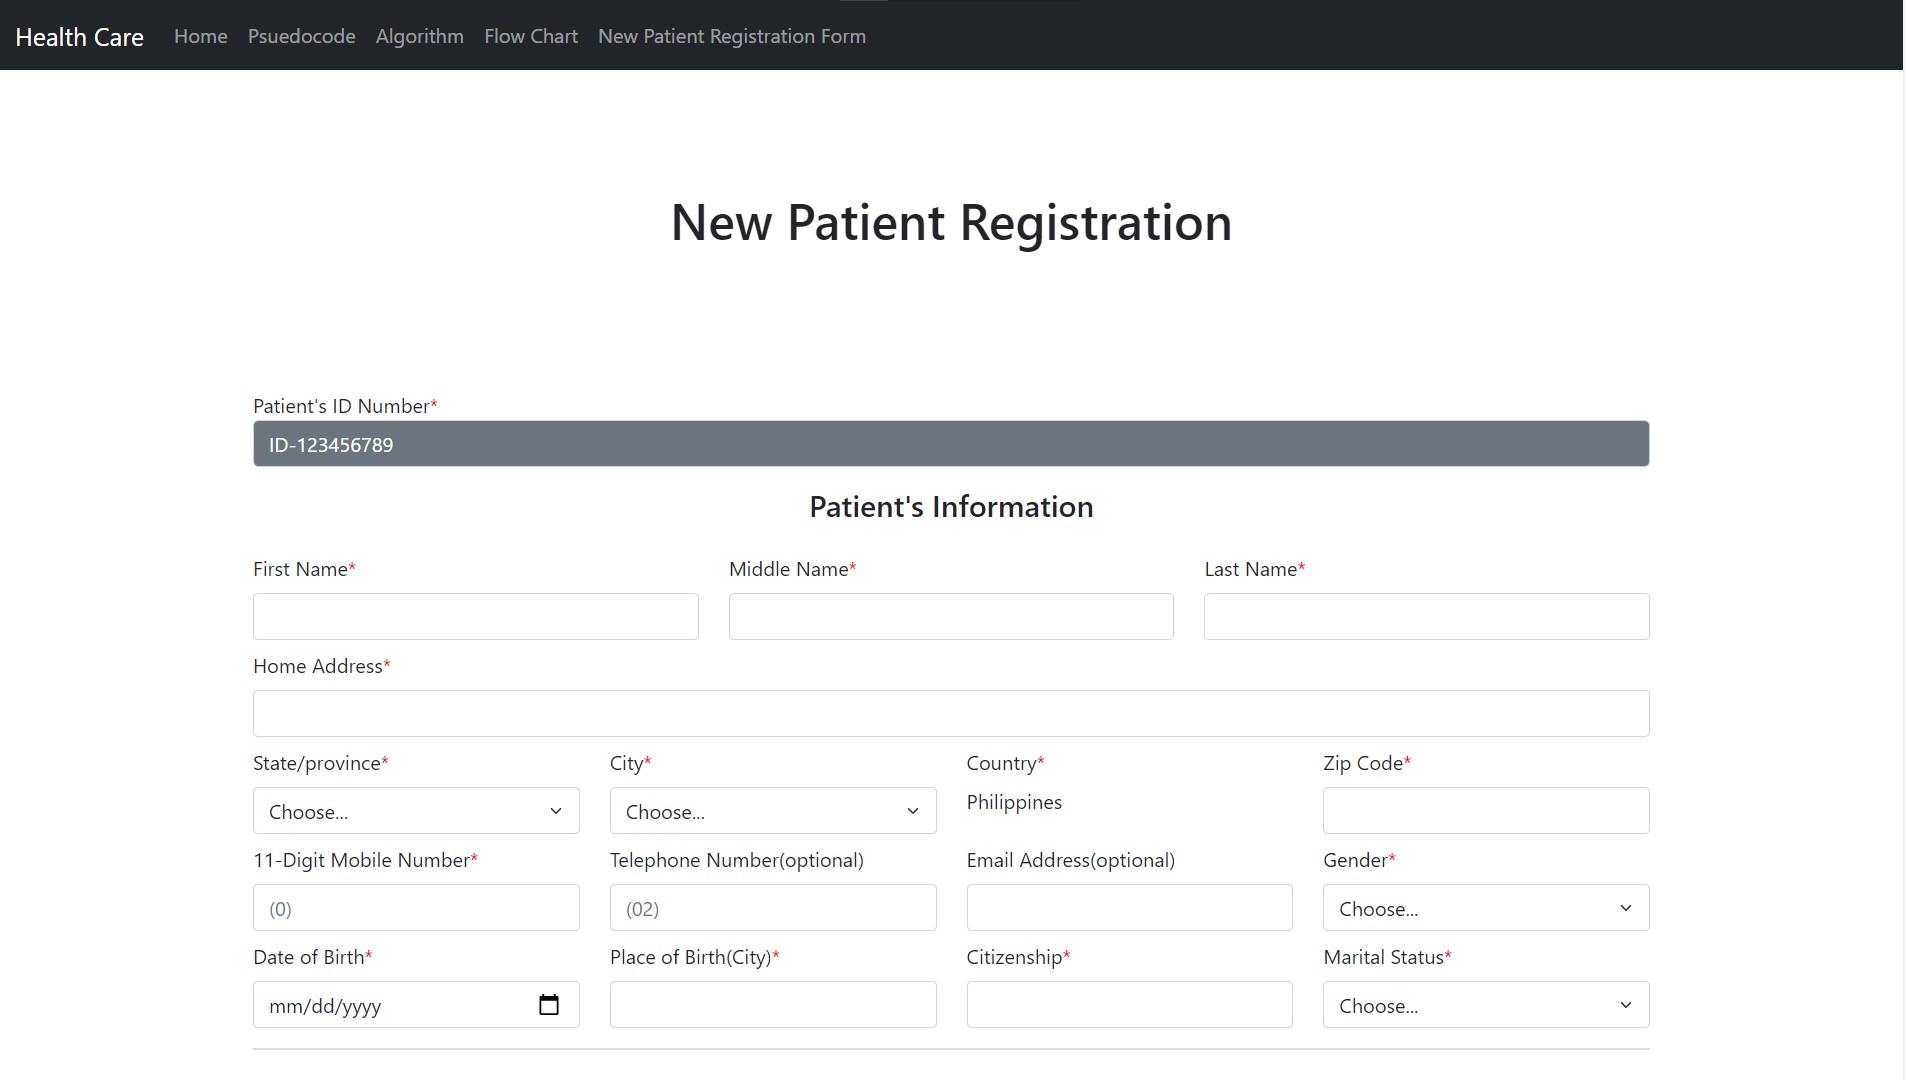 Health Care Home Psuedocode Algorithm Flow Chart New Patient Registration Form
New Patient Registration
Patient's ID Number*
ID-123456789
Patient's Information
First Name* Middle Name* Last Name*
Home Address*
State/province* City* Country* Zip Code*
Choose... Choose... Philippines
11-Digit Mobile Number* Telephone Number(optional) Email Address(optional) Gender*
(0) (02) Choose...
Date of Birth* Place of Birth(City)* Citizenship* Marital Status*
mm/dd/yyyy Choose...